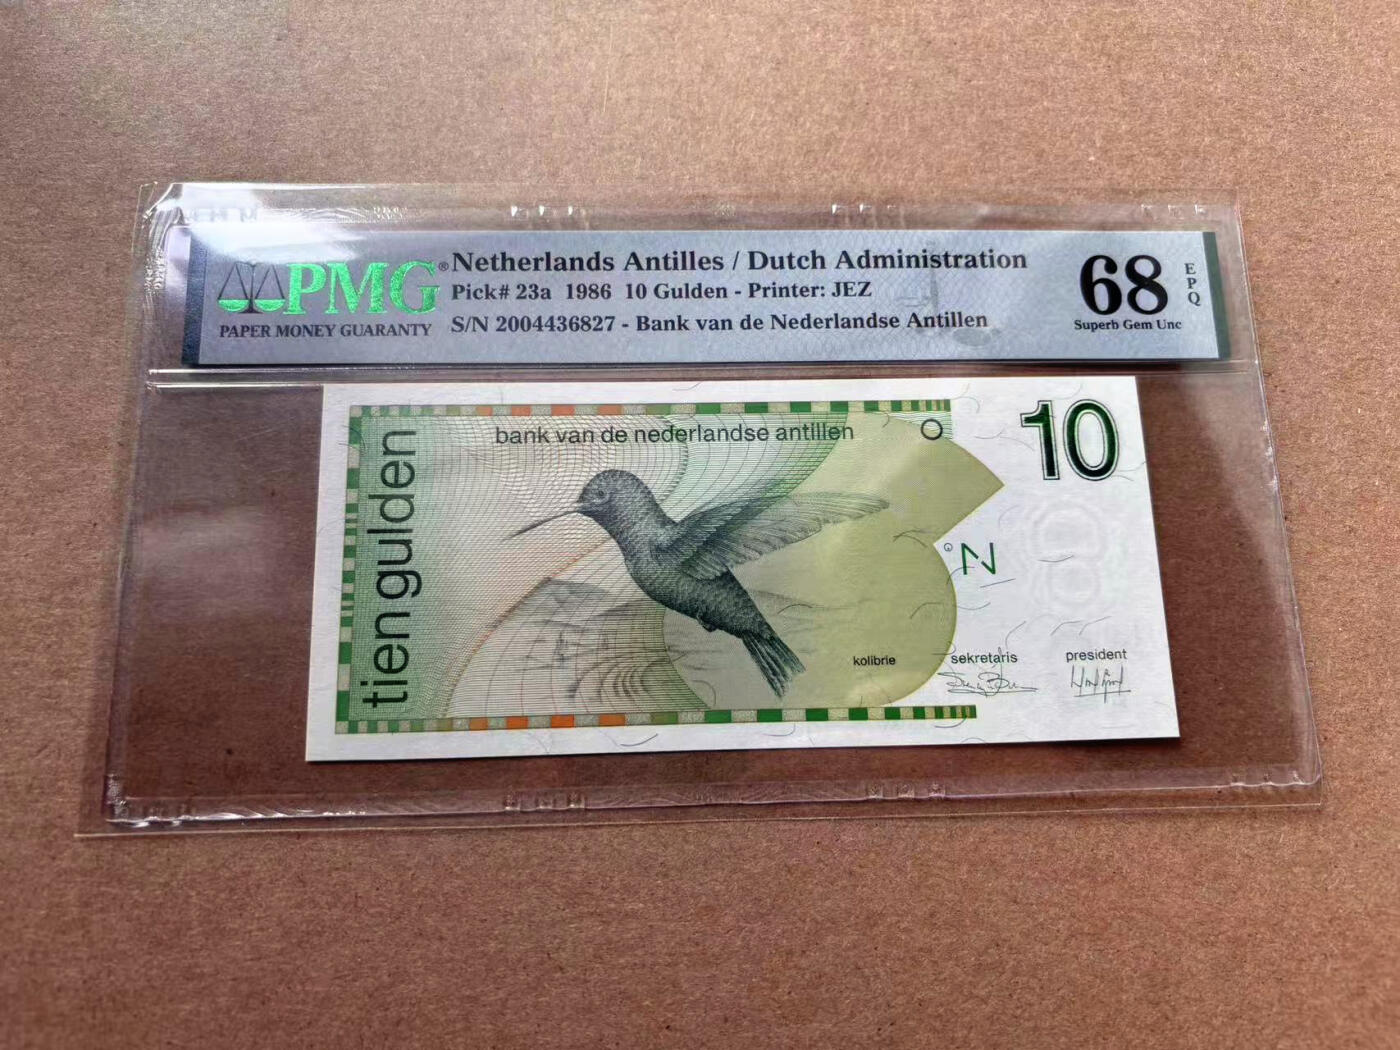 PMG®
PAPER MONEY GUARANTY
Netherlands Antilles / Dutch Administration
Pick# 23a 1986 10 Gulden - Printer: JEZ
S/N 2004436827 - Bank van de Nederlandse Antillen
68
EPQ
Superb Gem Unc
bank van de nederlandse antillen
10
tien gulden
kolibrie
sekretaris
president